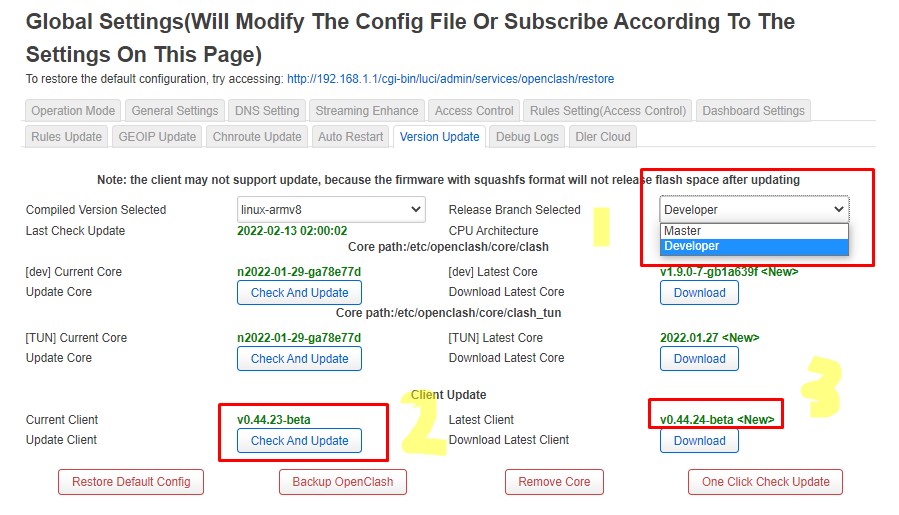 Global Settings(Will Modify The Config File Or Subscribe According To The
Settings On This Page)
To restore the default configuration, try accessing: http://192.168.1.1/cgi-bin/luci/admin/services/openclash/restore
Operation Mode General Settings DNS Setting Streaming Enhance Access Control Rules Setting(Access Control) Dashboard Settings
Rules Update GEOIP Update Chnroute Update Auto Restart Version Update Debug Logs Dler Cloud
Note: the client may not support update, because the firmware with squashfs format will not release flash space after updating
Compiled Version Selected linux-armv8 Release Branch Selected Developer
Last Check Update 2022-02-13 02:00:02 CPU Architecture Master
1
Developer
Core path:/etc/openclash/core/clash
[dev] Current Core n2022-01-29-ga78e77d [dev] Latest Core v1.9.0-7-gb1a639f <New>
Update Core Check And Update Download Latest Core Download
Core path:/etc/openclash/core/clash_tun
[TUN] Current Core n2022-01-29-ga78e77d [TUN] Latest Core 2022.01.27 <New>
Update Core Check And Update Download Latest Core Download
Client Update
2
3
Current Client v0.44.23-beta Latest Client v0.44.24-beta <New>
Update Client Check And Update Download Latest Client Download
Restore Default Config Backup OpenClash Remove Core One Click Check Update